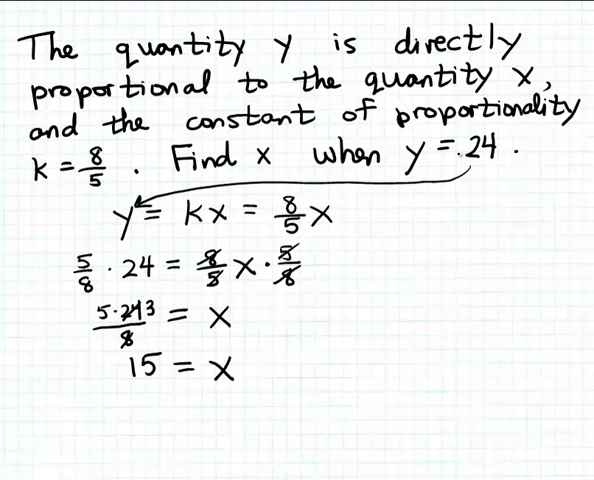 The quantity y is directly
proportional to the quantity x,
and the constant of proportionality
k = 8/5 . Find x when y = .24 .
y = kx = 8/5 x
5/8 · 24 = 8/5 x · 5/8
5·24 3/8 = x
15 = x